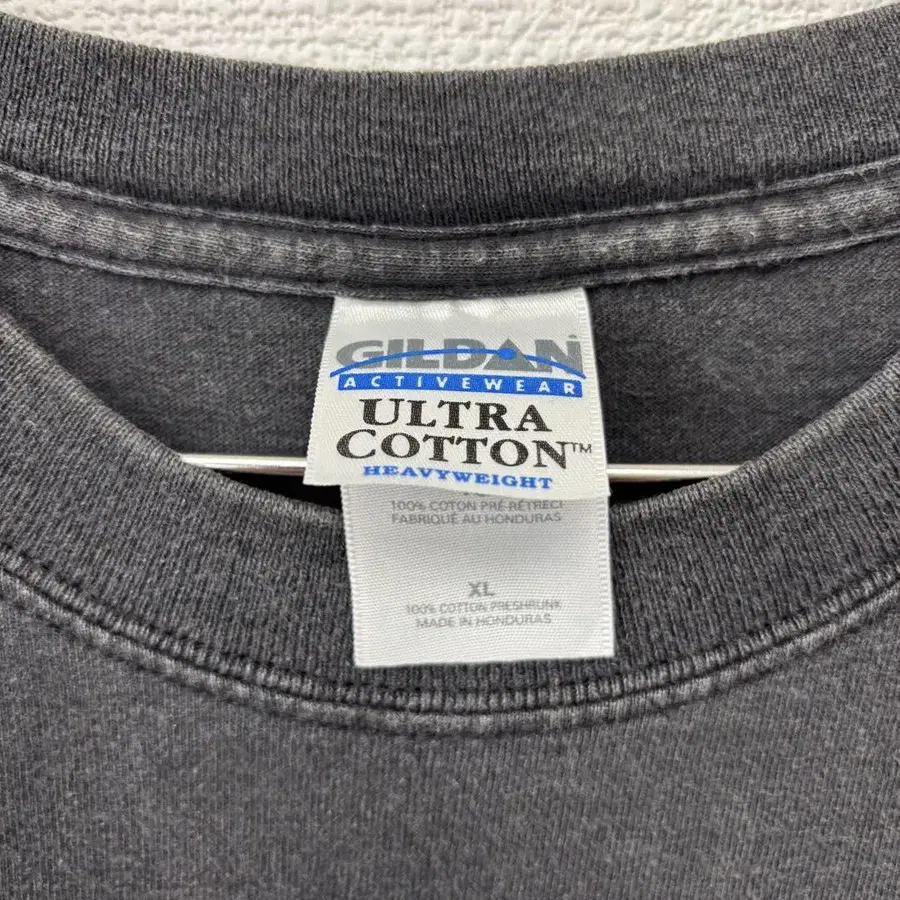 GILDAN
ACTIVEWEAR
ULTRA
COTTON™
HEAVYWEIGHT
100% COTON PRÉ-RÉTRÉCI
FABRIQUÉ AU HONDURAS
XL
100% COTTON PRESHRUNK
MADE IN HONDURAS